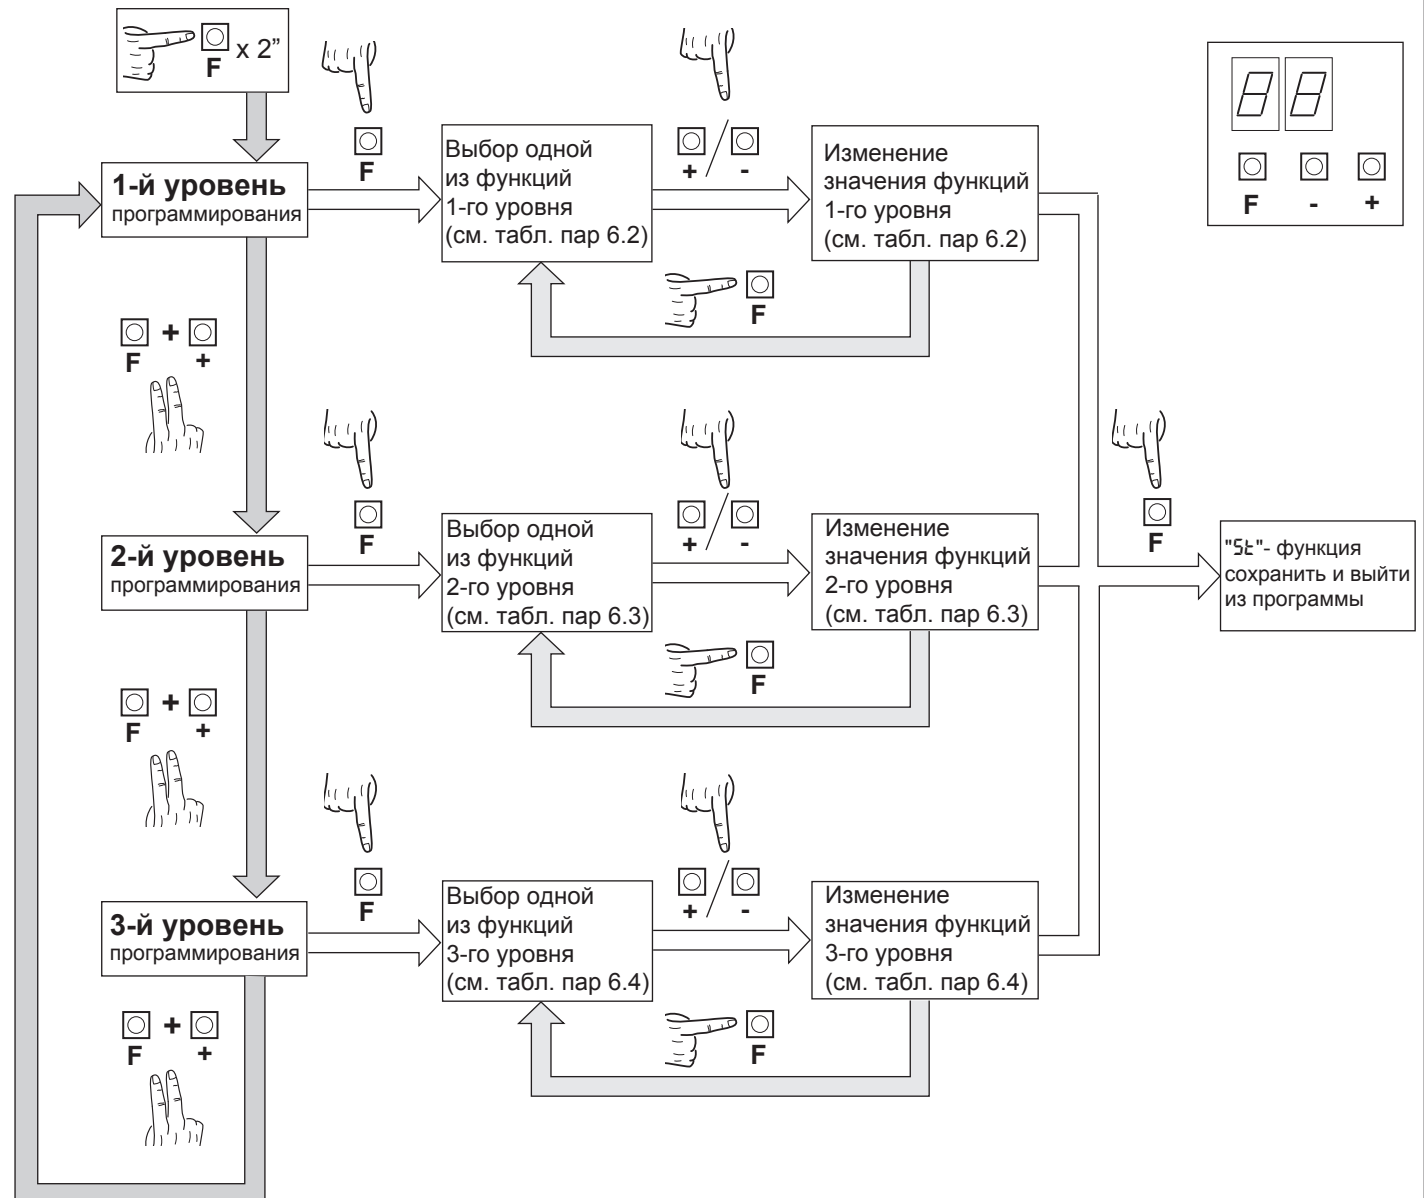 x 2”
F
F
+ / -
1-й уровень
программирования
Выбор одной
из функций
1-го уровня
(см. табл. пар 6.2)
Изменение
значения функций
1-го уровня
(см. табл. пар 6.2)
88
F - +
F
F + +
F
F
+ / -
2-й уровень
программирования
Выбор одной
из функций
2-го уровня
(см. табл. пар 6.3)
Изменение
значения функций
2-го уровня
(см. табл. пар 6.3)
F
"St"- функция
сохранить и выйти
из программы
F
F + +
F
F
+ / -
3-й уровень
программирования
Выбор одной
из функций
3-го уровня
(см. табл. пар 6.4)
Изменение
значения функций
3-го уровня
(см. табл. пар 6.4)
F
F + +